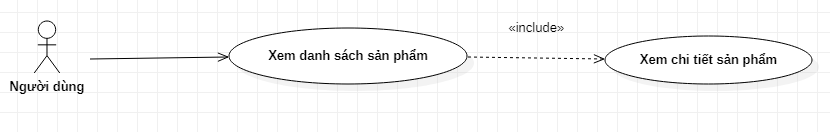 «include»
Xem danh sách sản phẩm
Xem chi tiết sản phẩm
Người dùng